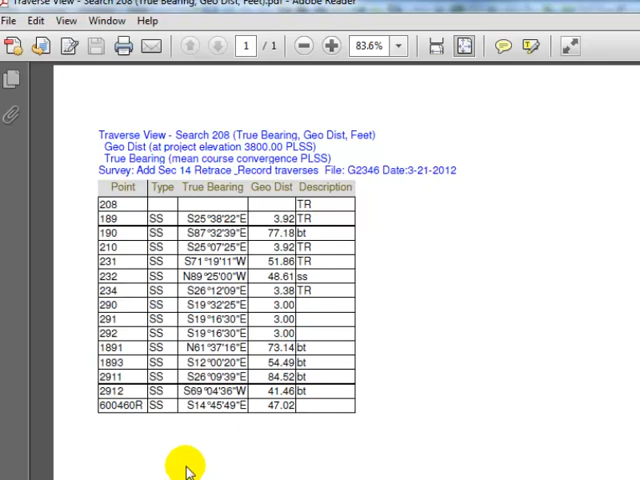 Traverse View - Search 208 (True Bearing, Geo Dist, Feet).pdf - Adobe Reader
File Edit View Window Help
1 / 1 83.6%
Traverse View - Search 208 (True Bearing, Geo Dist, Feet)
Geo Dist (at project elevation 3800.00 PLSS)
True Bearing (mean course convergence PLSS)
Survey: Add Sec 14 Retrace _Record traverses File: G2346 Date:3-21-2012
Point Type True Bearing Geo Dist Description
208 TR
189 SS S25°38'22"E 3.92 TR
190 SS S87°32'39"E 77.18 bt
210 SS S25°07'25"E 3.92 TR
231 SS S71°19'11"W 51.86 TR
232 SS N89°25'00"W 48.61 ss
234 SS S26°12'09"E 3.38 TR
290 SS S19°32'25"E 3.00
291 SS S19°16'30"E 3.00
292 SS S19°16'30"E 3.00
1891 SS N61°37'16"E 73.14 bt
1893 SS S12°00'20"E 54.49 bt
2911 SS S26°09'39"E 84.52 bt
2912 SS S69°04'36"W 41.46 bt
600460R SS S14°45'49"E 47.02